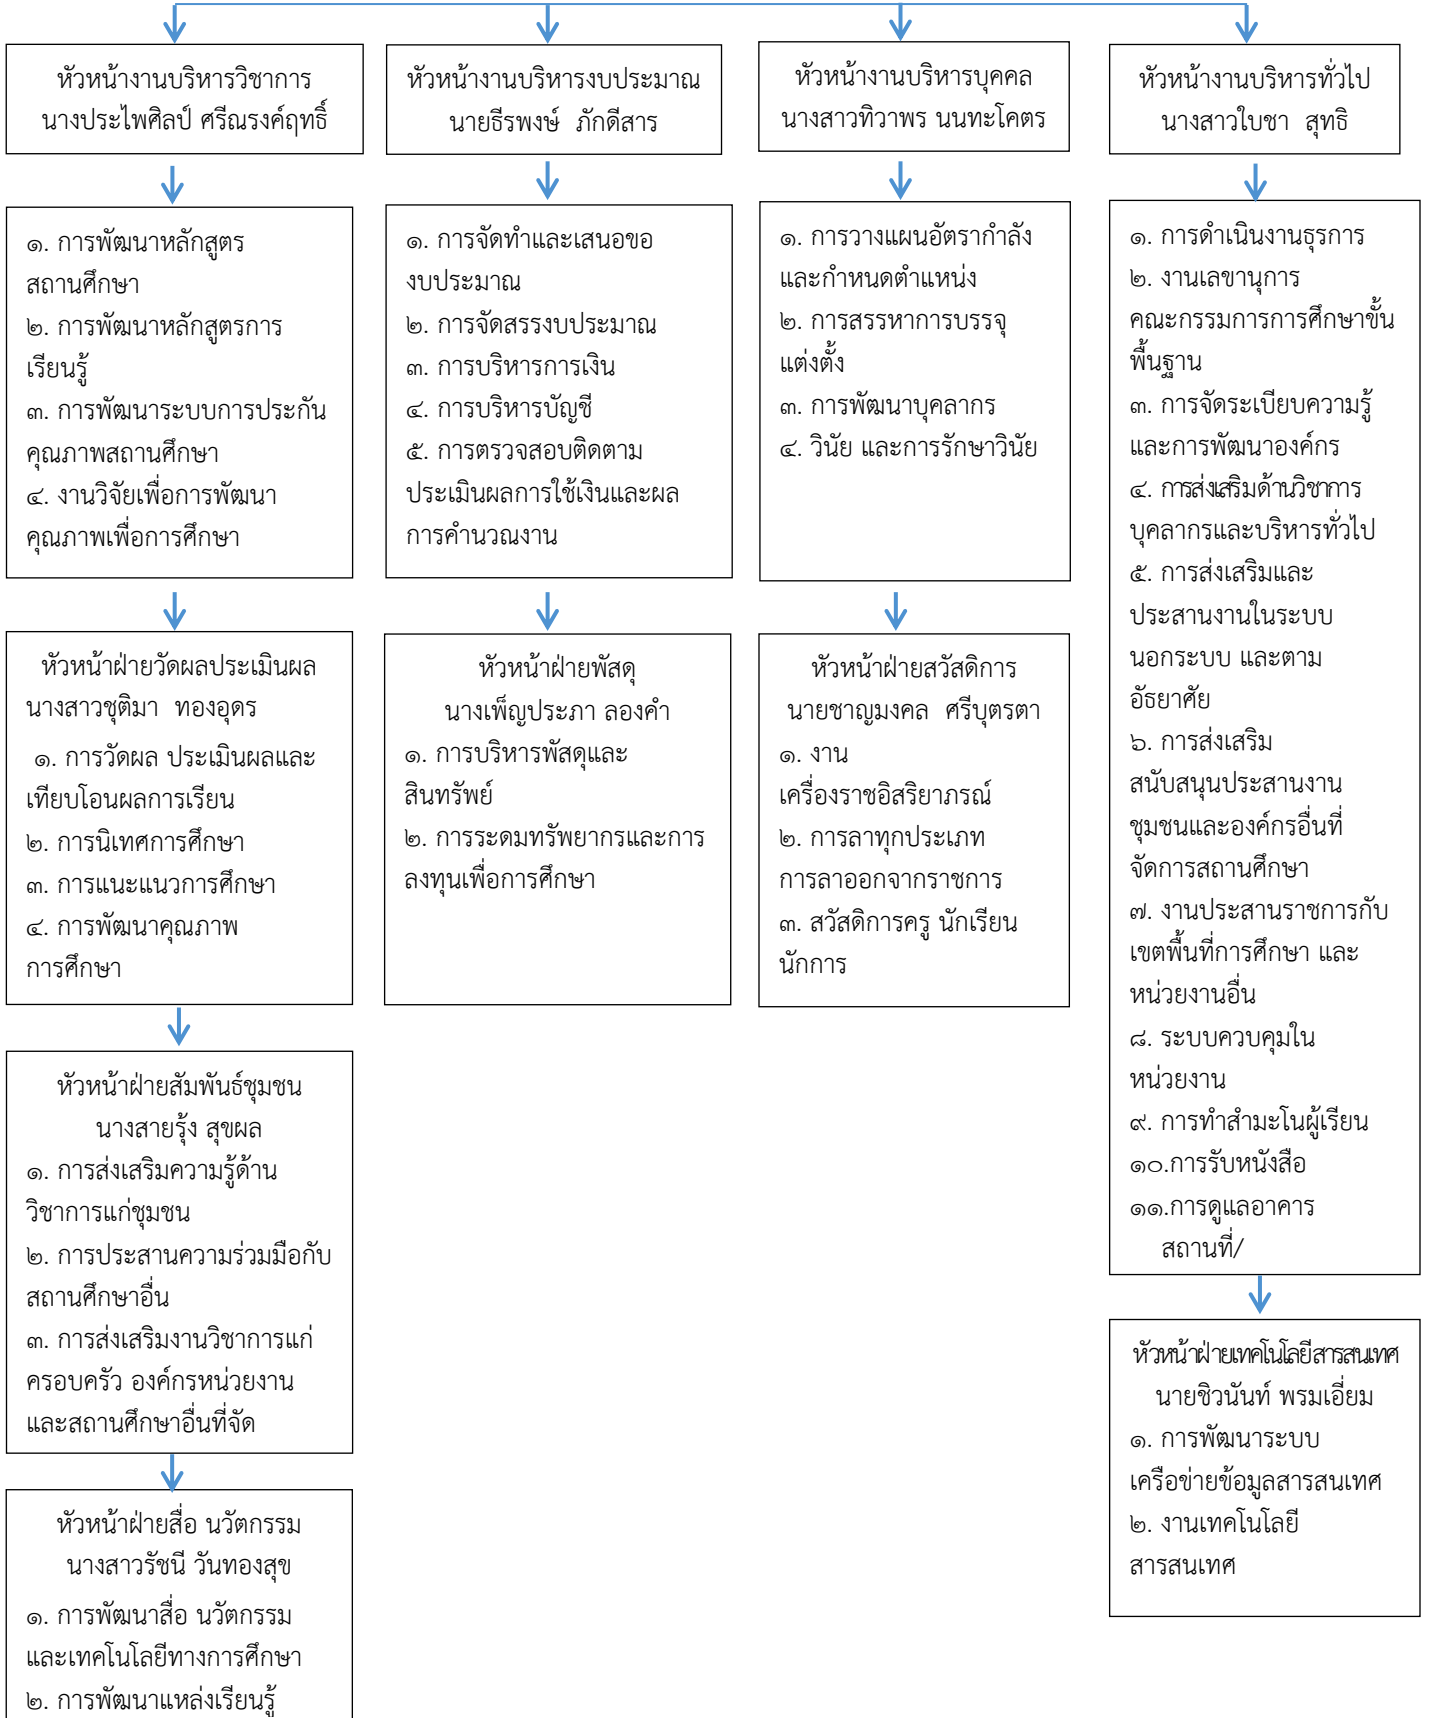 หัวหน้างานบริหารวิชาการ
นางประไพศิลป์ ศรีณรงค์ฤทธิ์
๑. การพัฒนาหลักสูตร
สถานศึกษา
๒. การพัฒนาหลักสูตรการ
เรียนรู้
๓. การพัฒนาระบบการประกัน
คุณภาพสถานศึกษา
๔. งานวิจัยเพื่อการพัฒนา
คุณภาพเพื่อการศึกษา
หัวหน้าฝ่ายวัดผลประเมินผล
นางสาวชุติมา ทองอุดร
๑. การวัดผล ประเมินผลและ
เทียบโอนผลการเรียน
๒. การนิเทศการศึกษา
๓. การแนะแนวการศึกษา
๔. การพัฒนาคุณภาพ
การศึกษา
หัวหน้าฝ่ายสัมพันธ์ชุมชน
นางสายรุ้ง สุขผล
๑. การส่งเสริมความรู้ด้าน
วิชาการแก่ชุมชน
๒. การประสานความร่วมมือกับ
สถานศึกษาอื่น
๓. การส่งเสริมงานวิชาการแก่
ครอบครัว องค์กรหน่วยงาน
และสถานศึกษาอื่นที่จัด
หัวหน้าฝ่ายสื่อ นวัตกรรม
นางสาวรัชนี วันทองสุข
๑. การพัฒนาสื่อ นวัตกรรม
และเทคโนโลยีทางการศึกษา
๒. การพัฒนาแหล่งเรียนรู้
หัวหน้างานบริหารงบประมาณ
นายธีรพงษ์ ภักดีสาร
๑. การจัดทำและเสนอขอ
งบประมาณ
๒. การจัดสรรงบประมาณ
๓. การบริหารการเงิน
๔. การบริหารบัญชี
๕. การตรวจสอบติดตาม
ประเมินผลการใช้เงินและผล
การคำนวณงาน
หัวหน้าฝ่ายพัสดุ
นางเพ็ญประภา ลองคำ
๑. การบริหารพัสดุและ
สินทรัพย์
๒. การระดมทรัพยากรและการ
ลงทุนเพื่อการศึกษา
หัวหน้างานบริหารบุคคล
นางสาวทิวาพร นนทะโคตร
๑. การวางแผนอัตรากำลัง
และกำหนดตำแหน่ง
๒. การสรรหาการบรรจุ
แต่งตั้ง
๓. การพัฒนาบุคลากร
๔. วินัย และการรักษาวินัย
หัวหน้าฝ่ายสวัสดิการ
นายชาญมงคล ศรีบุตรตา
๑. งาน
เครื่องราชอิสริยาภรณ์
๒. การลาทุกประเภท
การลาออกจากราชการ
๓. สวัสดิการครู นักเรียน
นักการ
หัวหน้างานบริหารทั่วไป
นางสาวใบชา สุทธิ
๑. การดำเนินงานธุรการ
๒. งานเลขานุการ
คณะกรรมการการศึกษาขั้น
พื้นฐาน
๓. การจัดระเบียบความรู้
และการพัฒนาองค์กร
๔. การส่งเสริมด้านวิชาการ
บุคลากรและบริหารทั่วไป
๕. การส่งเสริมและ
ประสานงานในระบบ
นอกระบบ และตาม
อัธยาศัย
๖. การส่งเสริม
สนับสนุนประสานงาน
ชุมชนและองค์กรอื่นที่
จัดการสถานศึกษา
๗. งานประสานราชการกับ
เขตพื้นที่การศึกษา และ
หน่วยงานอื่น
๘. ระบบควบคุมใน
หน่วยงาน
๙. การทำสำมะโนผู้เรียน
๑๐.การรับหนังสือ
๑๑.การดูแลอาคาร
สถานที่/
หัวหน้าฝ่ายเทคโนโลยีสารสนเทศ
นายชิวนันท์ พรมเอี่ยม
๑. การพัฒนาระบบ
เครือข่ายข้อมูลสารสนเทศ
๒. งานเทคโนโลยี
สารสนเทศ